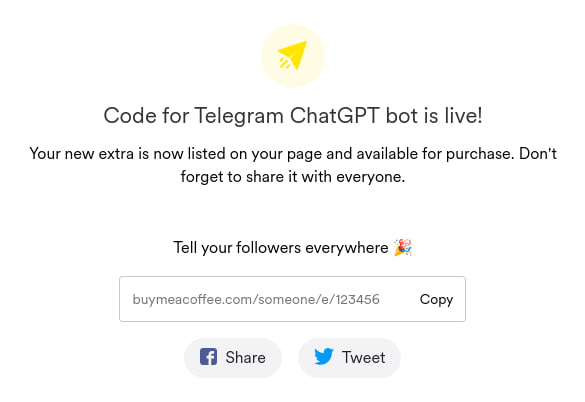 Code for Telegram ChatGPT bot is live!
Your new extra is now listed on your page and available for purchase. Don't
forget to share it with everyone.
Tell your followers everywhere 🎉
buymeacoffee.com/someone/e/123456 Copy
Share Tweet